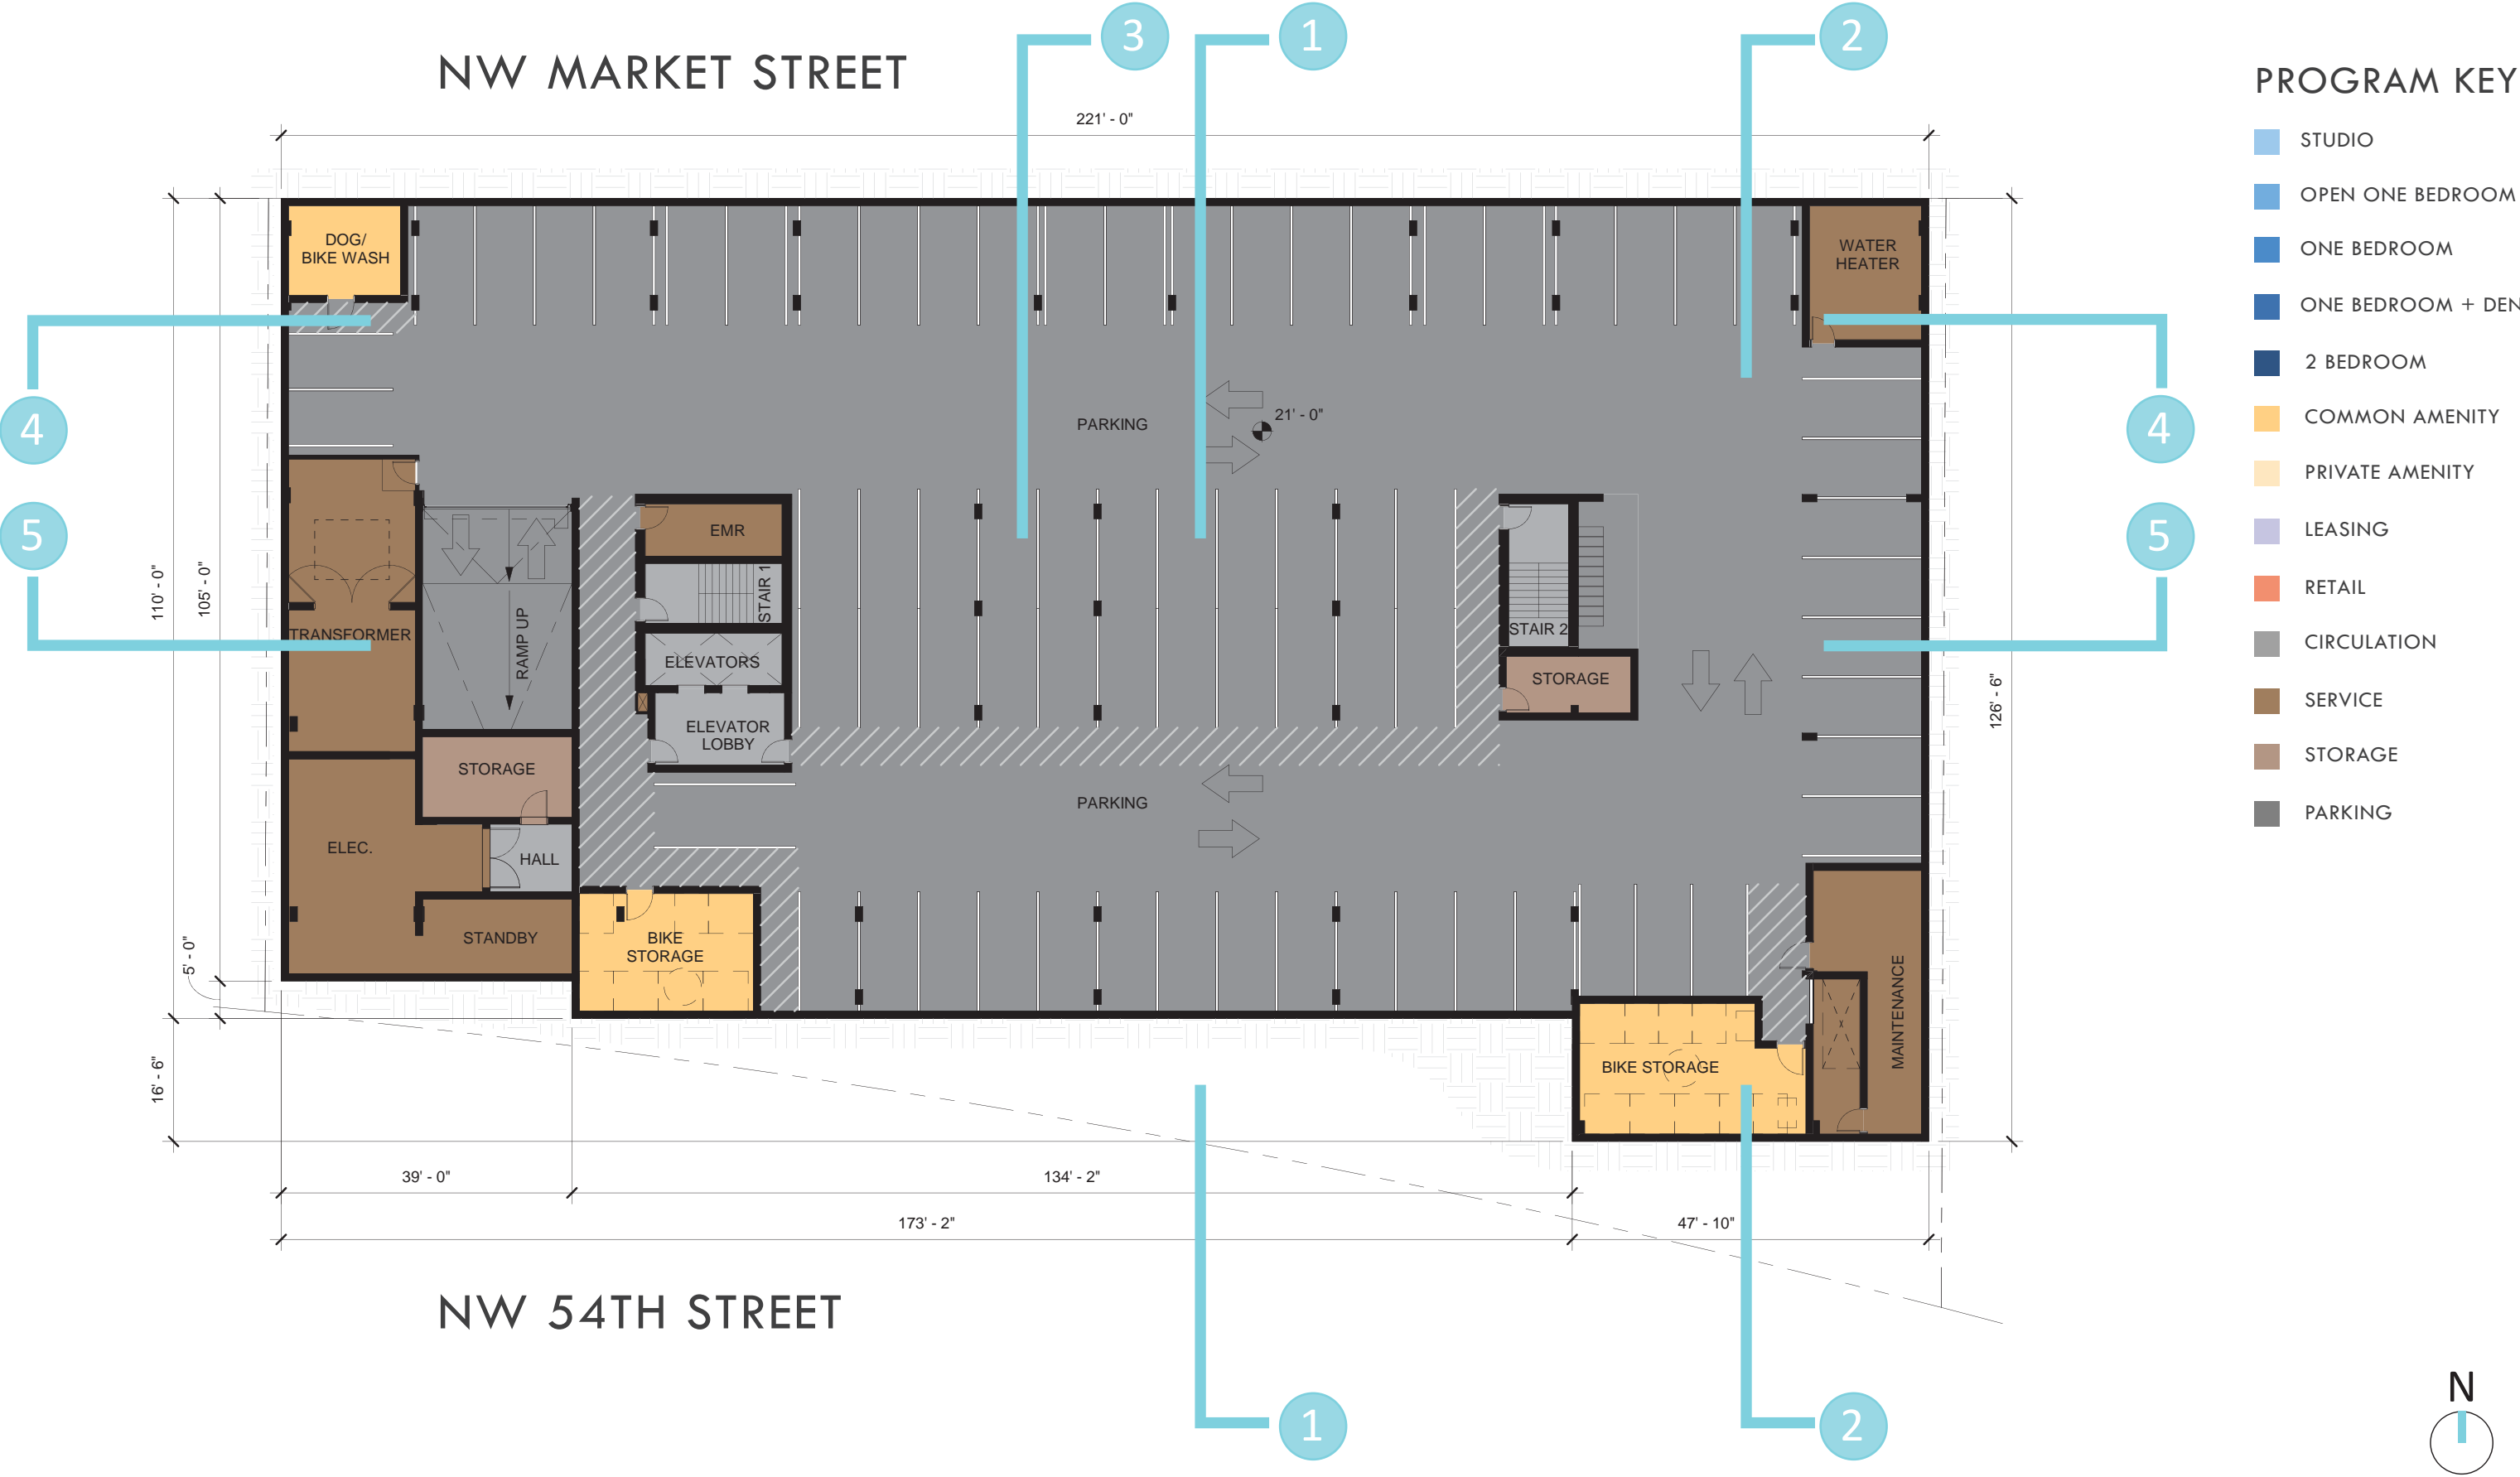 3
1
2
NW MARKET STREET
PROGRAM KEY
221' - 0"
STUDIO
OPEN ONE BEDROOM
ONE BEDROOM
ONE BEDROOM + DEN
2 BEDROOM
COMMON AMENITY
PRIVATE AMENITY
LEASING
RETAIL
CIRCULATION
SERVICE
STORAGE
PARKING
DOG/
BIKE WASH
WATER
HEATER
4
4
PARKING
21' - 0"
5
5
110' - 0"
105' - 0"
EMR
STAIR 1
TRANSFORMER
RAMP UP
ELEVATORS
STAIR 2
STORAGE
126' - 6"
ELEVATOR
LOBBY
STORAGE
PARKING
ELEC.
HALL
STANDBY
BIKE
STORAGE
5' - 0"
MAINTENANCE
BIKE STORAGE
16' - 6"
39' - 0"
134' - 2"
173' - 2"
47' - 10"
NW 54TH STREET
1
2
N